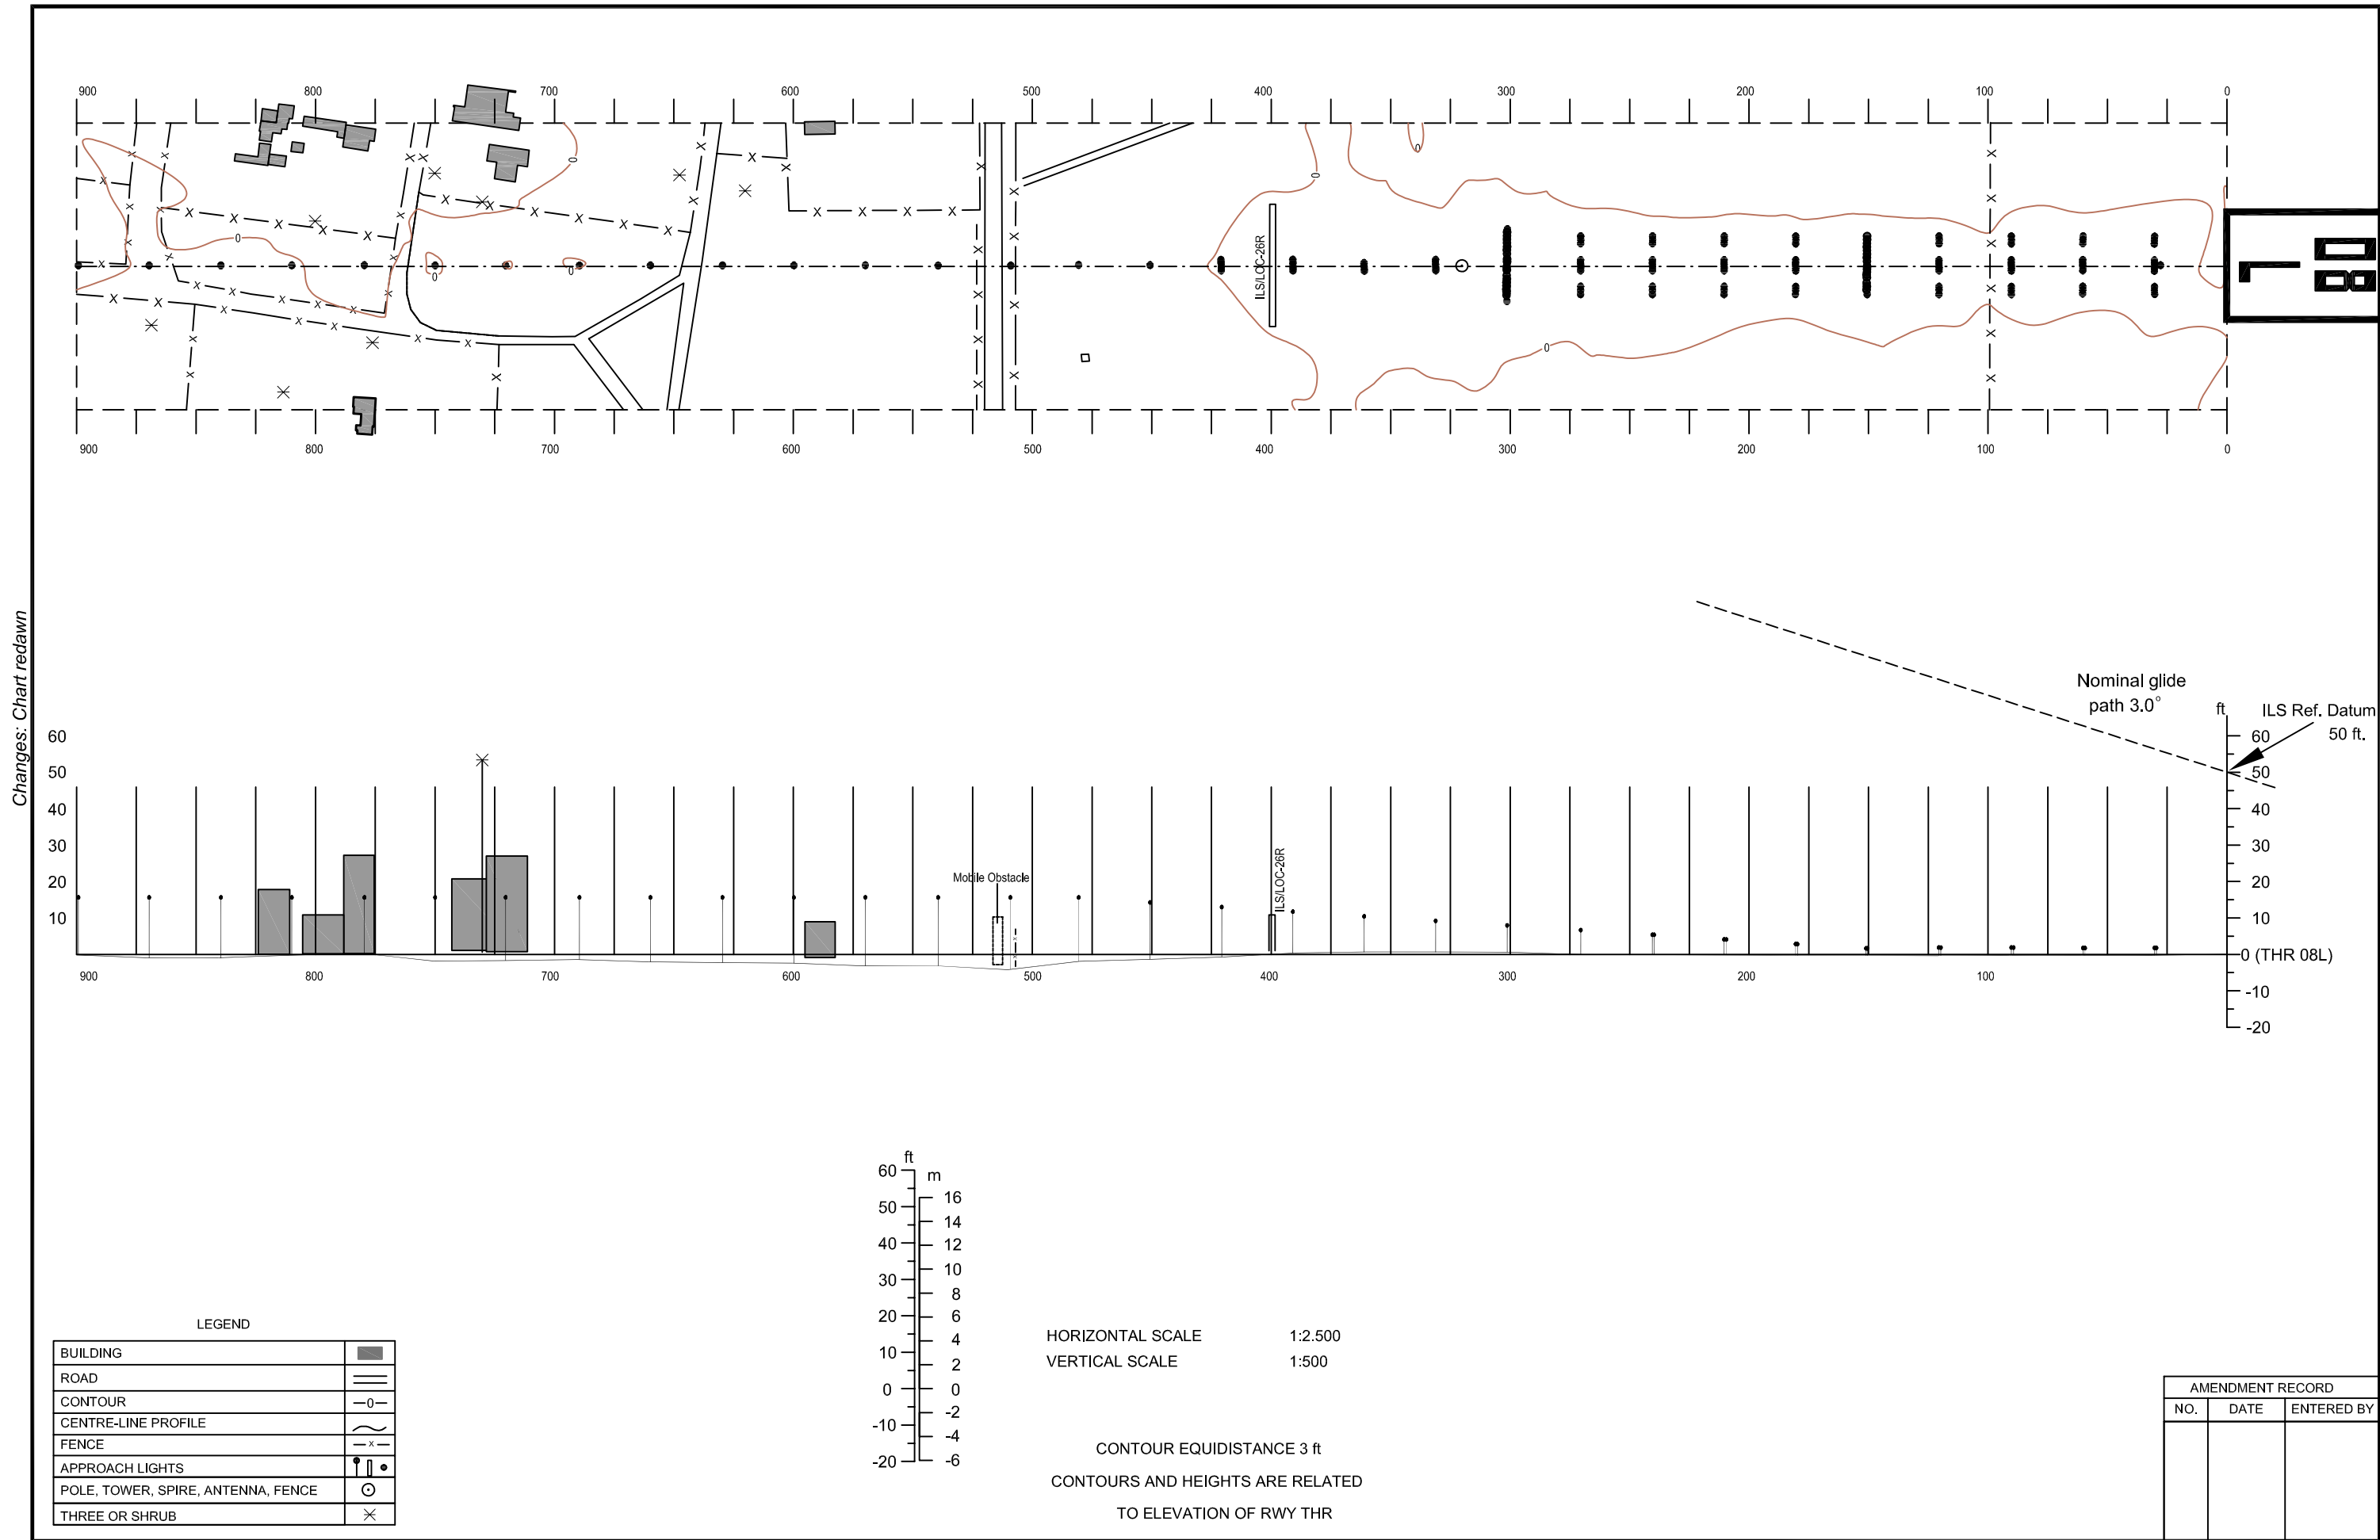 Changes: Chart redawn
900 800 700 600 500 400 300 200 100 0
0 0 0 0 0 0 0
ILS/LOC-26R
08
L
900 800 700 600 500 400 300 200 100 0
Nominal glide
path 3.0°
ft
ILS Ref. Datum
50 ft.
60
50
40
30
20
10
Mobile Obstacle
ILS/LOC-26R
60
50
40
30
20
10
0 (THR 08L)
-10
-20
900 800 700 600 500 400 300 200 100
ft
60
50
40
30
20
10
0
-10
-20
m
16
14
12
10
8
6
4
2
0
-2
-4
-6
HORIZONTAL SCALE 1:2.500
VERTICAL SCALE 1:500
CONTOUR EQUIDISTANCE 3 ft
CONTOURS AND HEIGHTS ARE RELATED
TO ELEVATION OF RWY THR
LEGEND
BUILDING
ROAD
CONTOUR 0
CENTRE-LINE PROFILE
FENCE x
APPROACH LIGHTS
POLE, TOWER, SPIRE, ANTENNA, FENCE
THREE OR SHRUB
AMENDMENT RECORD
NO. DATE ENTERED BY